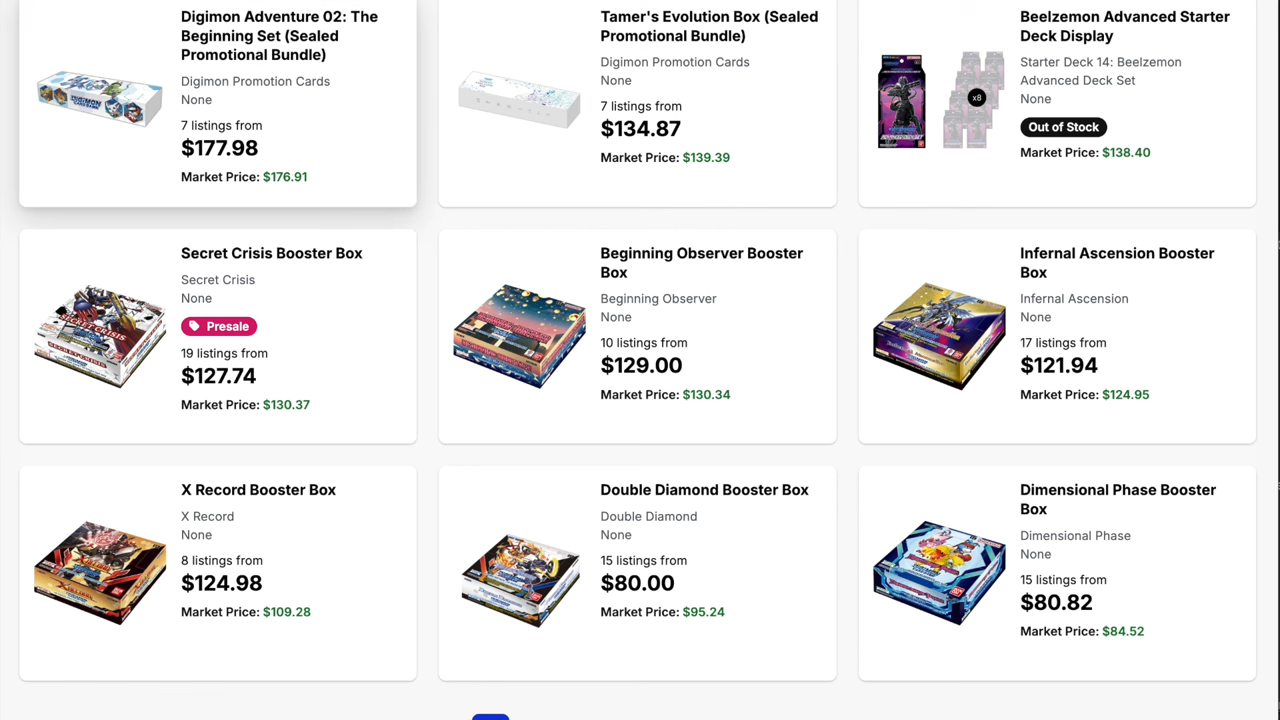 Digimon Adventure 02: The
Beginning Set (Sealed
Promotional Bundle)
Digimon Promotion Cards
None
7 listings from
$177.98
Market Price: $176.91
Tamer's Evolution Box (Sealed
Promotional Bundle)
Digimon Promotion Cards
None
7 listings from
$134.87
Market Price: $139.39
x8
Beelzemon Advanced Starter
Deck Display
Starter Deck 14: Beelzemon
Advanced Deck Set
None
Out of Stock
Market Price: $138.40
SECRET CRISIS
Secret Crisis Booster Box
Secret Crisis
None
Presale
19 listings from
$127.74
Market Price: $130.37
Beginning Observer Booster
Box
Beginning Observer
None
10 listings from
$129.00
Market Price: $130.34
Infernal Ascension Booster
Box
Infernal Ascension
None
17 listings from
$121.94
Market Price: $124.95
X Record Booster Box
X Record
None
8 listings from
$124.98
Market Price: $109.28
Double Diamond Booster Box
Double Diamond
None
15 listings from
$80.00
Market Price: $95.24
Dimensional Phase Booster
Box
Dimensional Phase
None
15 listings from
$80.82
Market Price: $84.52